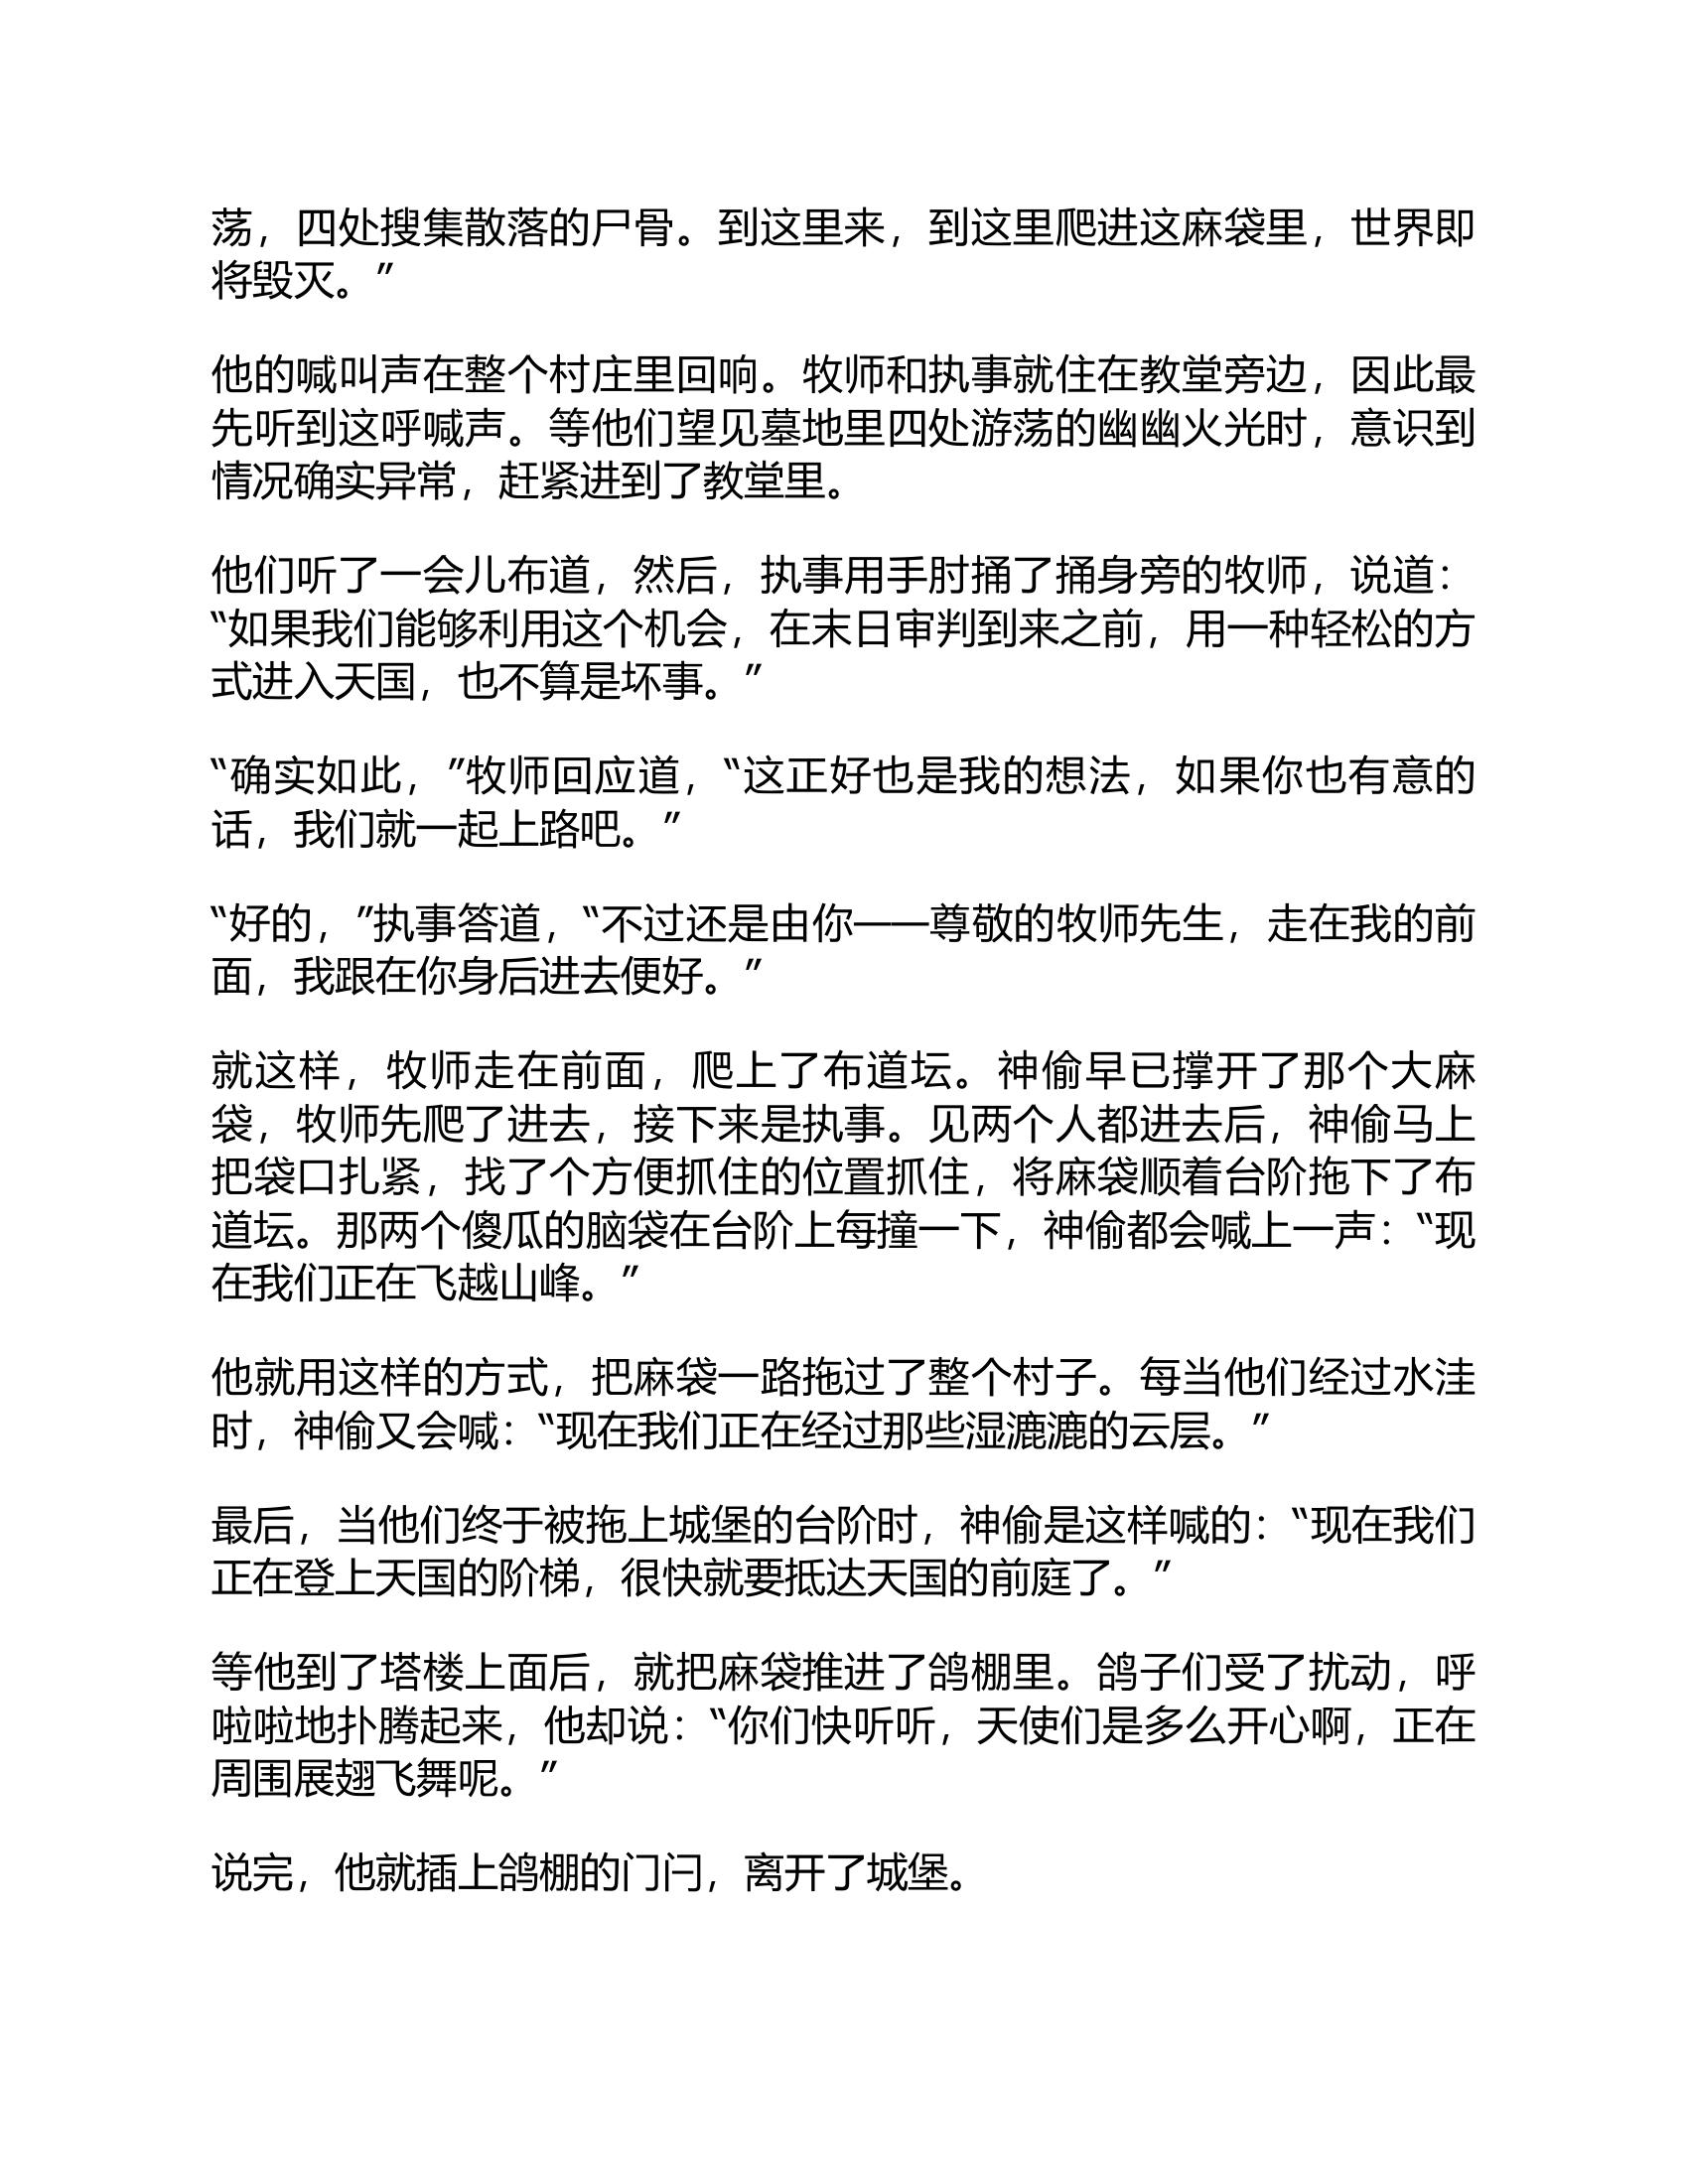 荡，四处搜集散落的尸骨。到这里来，到这里爬进这麻袋里，世界即
将毁灭。”
他的喊叫声在整个村庄里回响。牧师和执事就住在教堂旁边，因此最
先听到这呼喊声。等他们望见墓地里四处游荡的幽幽火光时，意识到
情况确实异常，赶紧进到了教堂里。
他们听了一会儿布道，然后，执事用手肘捅了捅身旁的牧师，说道：
“如果我们能够利用这个机会，在末日审判到来之前，用一种轻松的方
式进入天国，也不算是坏事。”
“确实如此，”牧师回应道，“这正好也是我的想法，如果你也有意的
话，我们就一起上路吧。”
“好的，”执事答道，“不过还是由你——尊敬的牧师先生，走在我的前
面，我跟在你身后进去便好。”
就这样，牧师走在前面，爬上了布道坛。神偷早已撑开了那个大麻
袋，牧师先爬了进去，接下来是执事。见两个人都进去后，神偷马上
把袋口扎紧，找了个方便抓住的位置抓住，将麻袋顺着台阶拖下了布
道坛。那两个傻瓜的脑袋在台阶上每撞一下，神偷都会喊上一声：“现
在我们正在飞越山峰。”
他就用这样的方式，把麻袋一路拖过了整个村子。每当他们经过水洼
时，神偷又会喊：“现在我们正在经过那些湿漉漉的云层。”
最后，当他们终于被拖上城堡的台阶时，神偷是这样喊的：“现在我们
正在登上天国的阶梯，很快就要抵达天国的前庭了。”
等他到了塔楼上面后，就把麻袋推进了鸽棚里。鸽子们受了扰动，呼
啦啦地扑腾起来，他却说：“你们快听听，天使们是多么开心啊，正在
周围展翅飞舞呢。”
说完，他就插上鸽棚的门闩，离开了城堡。